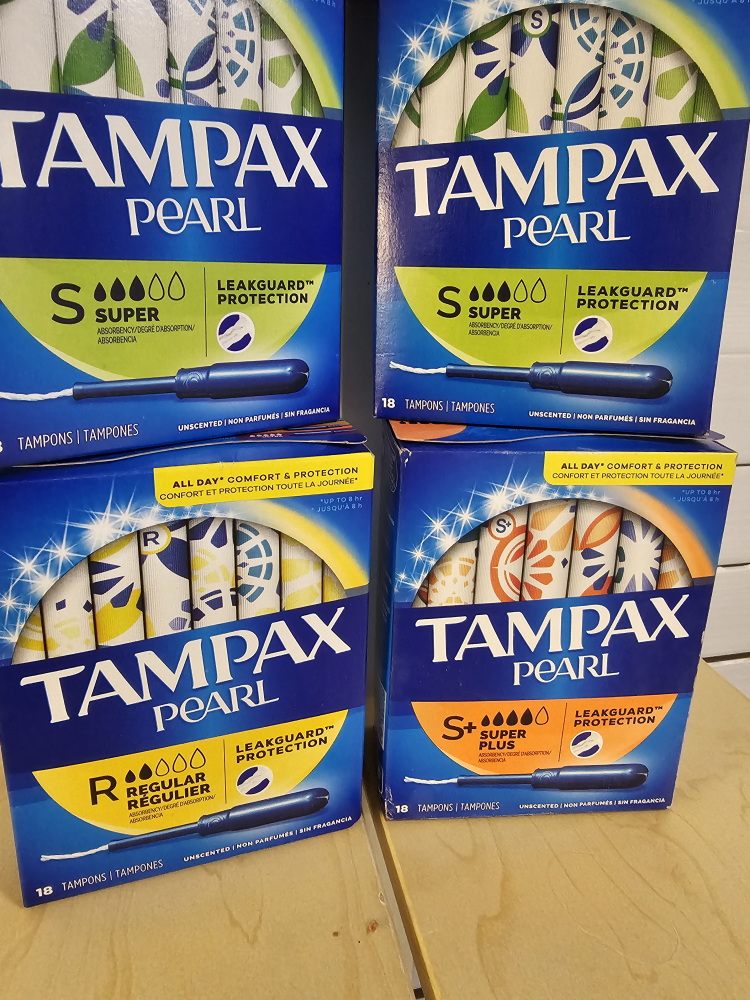 TAMPAX
PEARL
S SUPER
ABSORBENCY/DEGRÉ D'ABSORPTION/
ABSORBENCIA
LEAKGUARD™
PROTECTION
TAMPONS | TAMPONES
UNSCENTED | NON PARFUMÉS | SIN FRAGANCIA
S
TAMPAX
PEARL
S SUPER
ABSORBENCY/DEGRÉ D'ABSORPTION/
ABSORBENCIA
LEAKGUARD™
PROTECTION
18 TAMPONS | TAMPONES
UNSCENTED | NON PARFUMÉS | SIN FRAGANCIA
ALL DAY* COMFORT & PROTECTION
CONFORT ET PROTECTION TOUTE LA JOURNÉE*
*UP TO 8 hr
*JUSQU'À 8 h
R
TAMPAX
PEARL
R REGULAR
RÉGULIER
ABSORBENCY/DEGRÉ D'ABSORPTION/
ABSORBENCIA
LEAKGUARD™
PROTECTION
18 TAMPONS | TAMPONES
UNSCENTED | NON PARFUMÉS | SIN FRAGANCIA
ALL DAY* COMFORT & PROTECTION
CONFORT ET PROTECTION TOUTE LA JOURNÉE*
*UP TO 8 hr
*JUSQU'À 8 h
S+
TAMPAX
PEARL
S+ SUPER
PLUS
ABSORBENCY/DEGRÉ D'ABSORPTION/
ABSORBENCIA
LEAKGUARD™
PROTECTION
18 TAMPONS | TAMPONES
UNSCENTED | NON PARFUMÉS | SIN FRAGANCIA